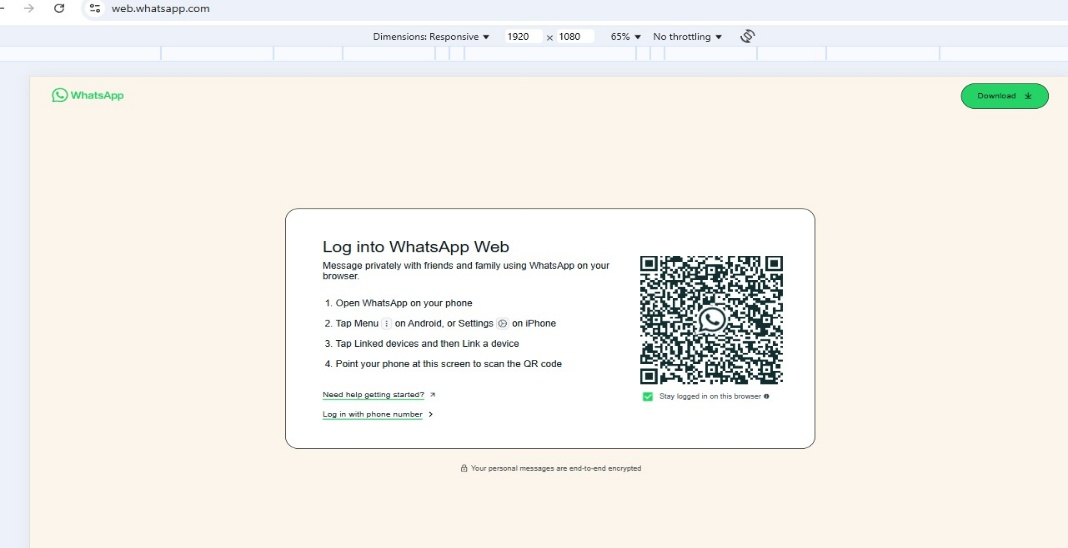 web.whatsapp.com
Dimensions: Responsive 1920 x 1080 65% No throttling
WhatsApp
Download
Log into WhatsApp Web
Message privately with friends and family using WhatsApp on your
browser.
1. Open WhatsApp on your phone
2. Tap Menu on Android, or Settings on iPhone
3. Tap Linked devices and then Link a device
4. Point your phone at this screen to scan the QR code
Need help getting started?
Log in with phone number
Stay logged in on this browser
Your personal messages are end-to-end encrypted